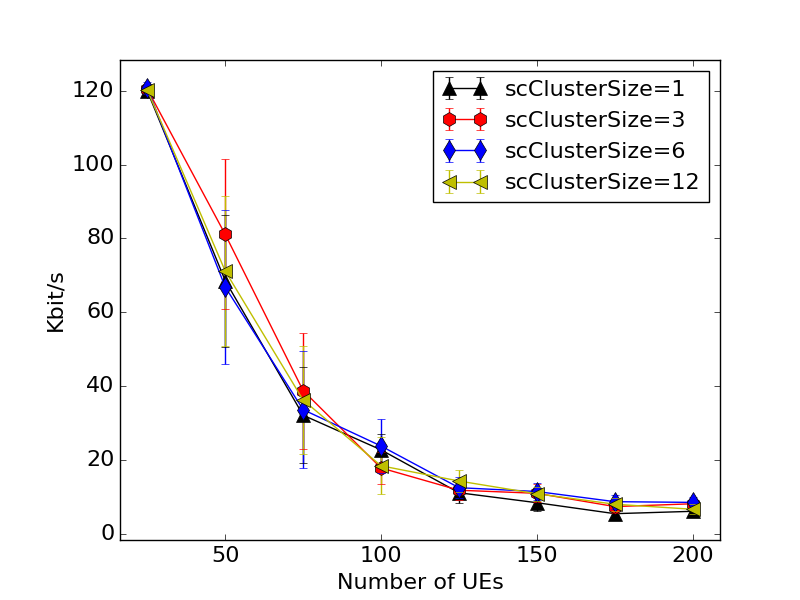 120
100
80
60
40
20
0
Kbit/s
50
100
150
200
Number of UEs
scClusterSize=1
scClusterSize=3
scClusterSize=6
scClusterSize=12